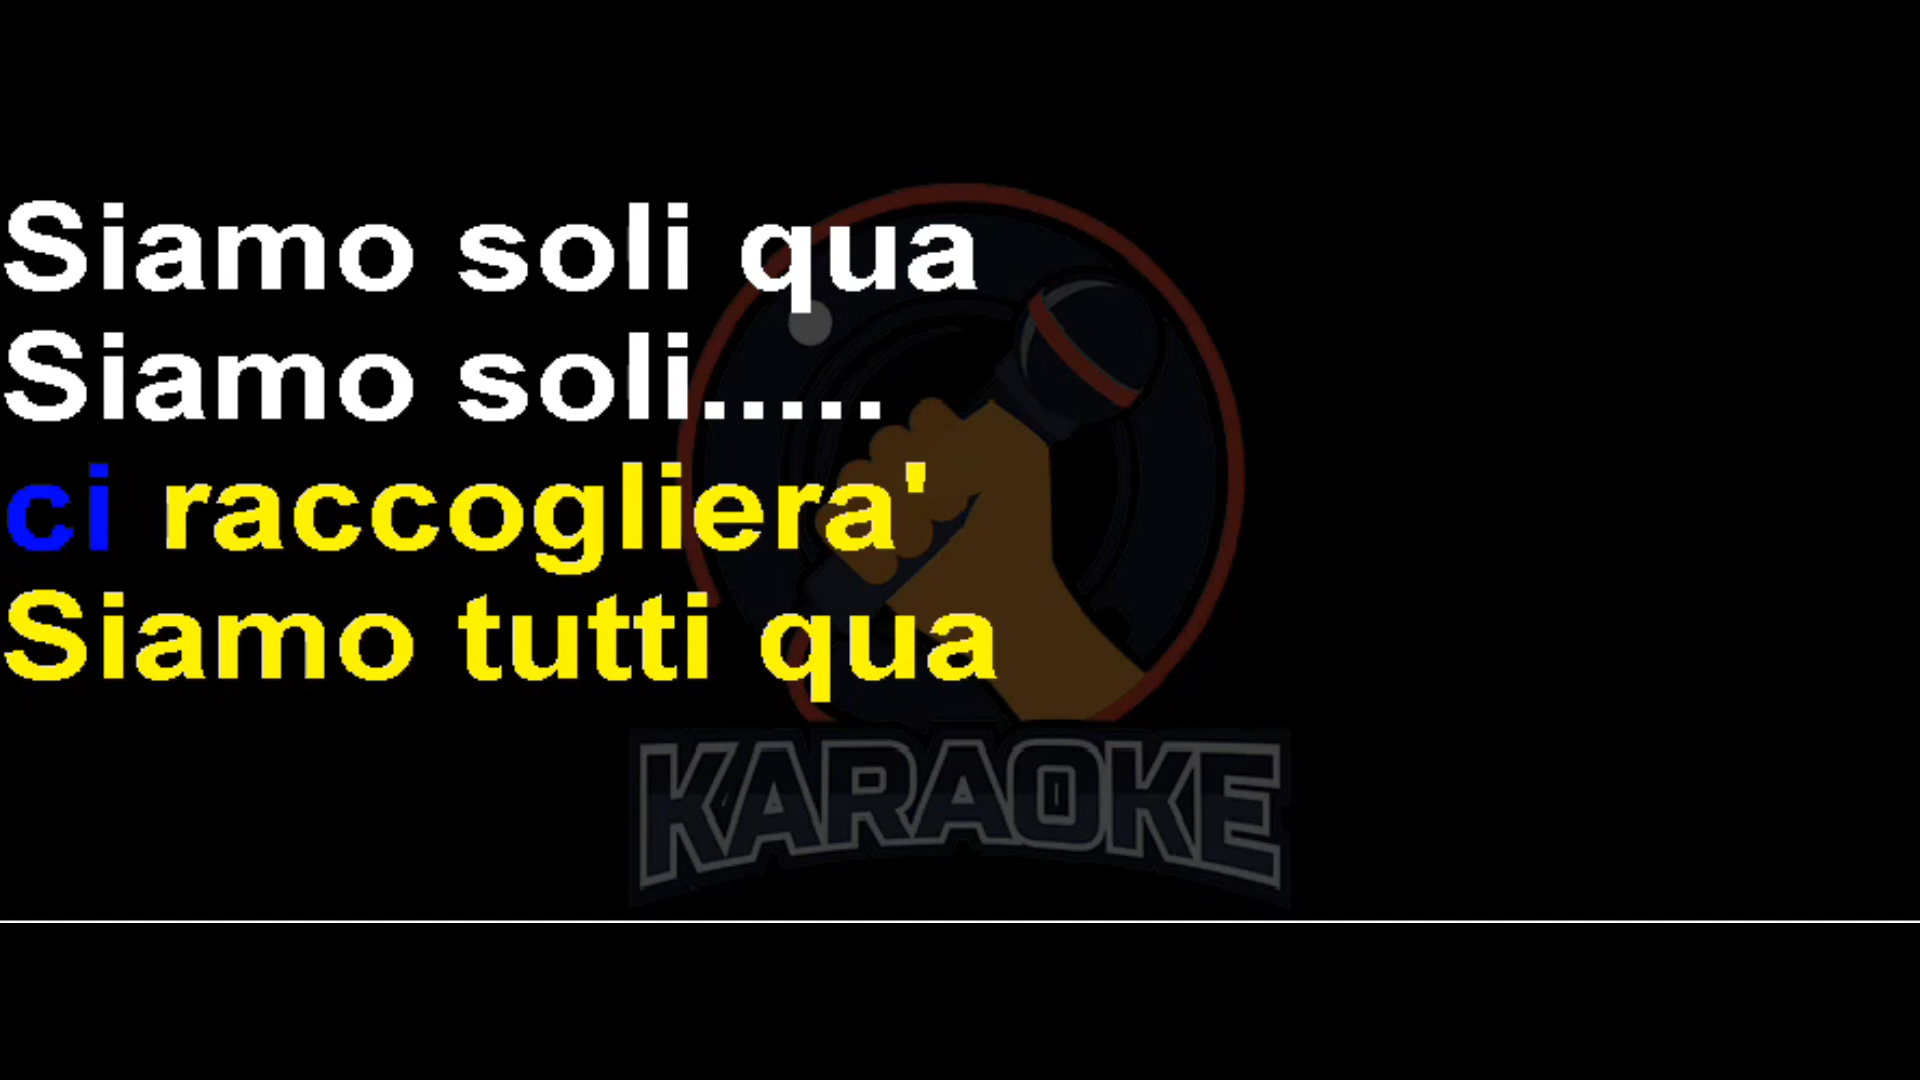 Siamo soli qua
Siamo soli.....
ci raccogliera'
Siamo tutti qua
KARAOKE